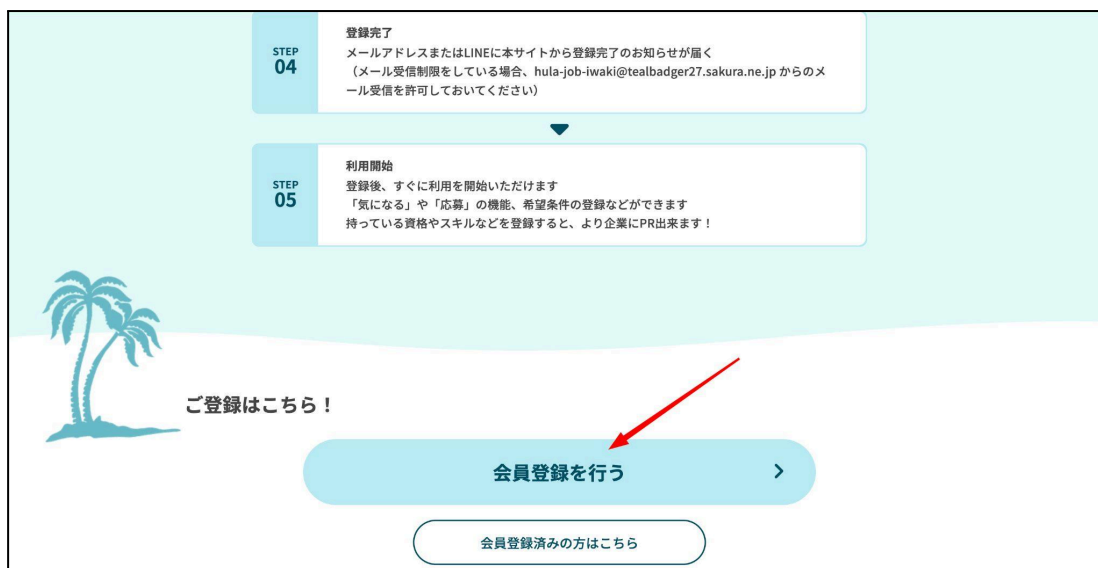 STEP
04
登録完了
メールアドレスまたはLINEに本サイトから登録完了のお知らせが届く
（メール受信制限をしている場合、hula-job-iwaki@tealbadger27.sakura.ne.jp からのメ
ール受信を許可しておいてください）
STEP
05
利用開始
登録後、すぐに利用を開始いただけます
「気になる」や「応募」の機能、希望条件の登録などができます
持っている資格やスキルなどを登録すると、より企業にPR出来ます！
ご登録はこちら！
会員登録を行う
会員登録済みの方はこちら